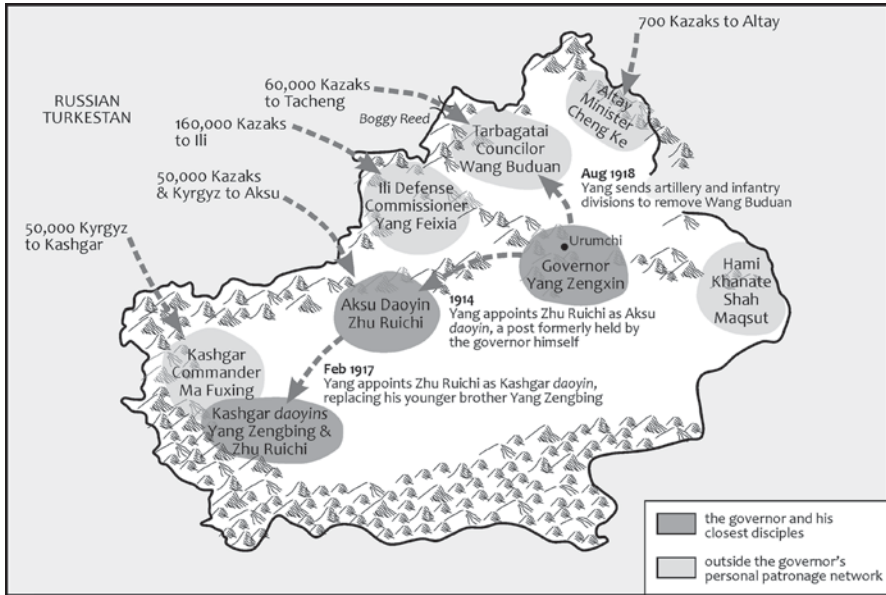 700 Kazaks to Altay
60,000 Kazaks
to Tacheng
RUSSIAN
TURKESTAN
Boggy Reed
160,000 Kazaks
to Ili
50,000 Kazaks
& Kyrgyz to Aksu
50,000 Kyrgyz
to Kashgar
Altay
Minister
Cheng Ke
Tarbagatai
Councilor
Wang Buduan
Aug 1918
Yang sends artillery and infantry
divisions to remove Wang Buduan
Ili Defense
Commissioner
Yang Feixia
Urumchi
Governor
Yang Zengxin
Hami
Khanate
Shah
Maqsut
Aksu Daoyin
Zhu Ruichi
1914
Yang appoints Zhu Ruichi as Aksu
daoyin, a post formerly held by
the governor himself
Kashgar
Commander
Ma Fuxing
Feb 1917
Yang appoints Zhu Ruichi as Kashgar daoyin,
replacing his younger brother Yang Zengbing
Kashgar daoyins
Yang Zengbing &
Zhu Ruichi
the governor and his
closest disciples
outside the governor's
personal patronage network